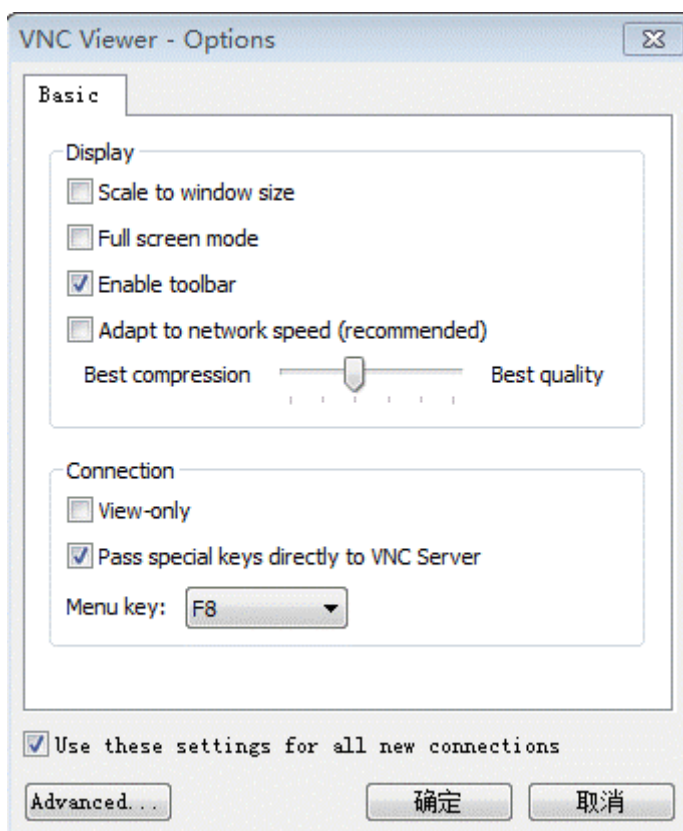 VNC Viewer - Options
Basic
Display
Scale to window size
Full screen mode
Enable toolbar
Adapt to network speed (recommended)
Best compression Best quality
Connection
View-only
Pass special keys directly to VNC Server
Menu key: F8
Use these settings for all new connections
Advanced... 确定 取消